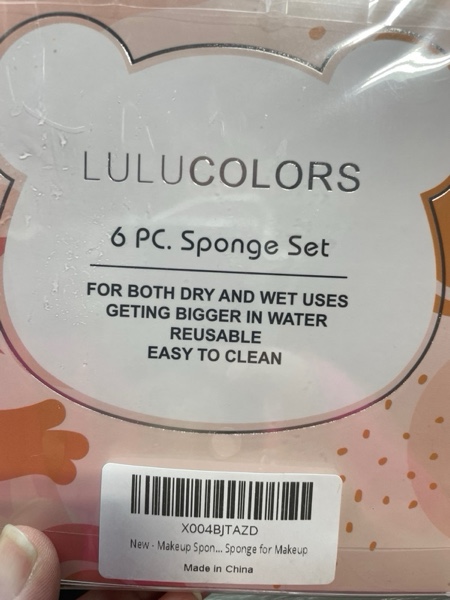 LULUCOLORS
6 PC. Sponge Set
FOR BOTH DRY AND WET USES
GETING BIGGER IN WATER
REUSABLE
EASY TO CLEAN
X004BJTAZD
New - Makeup Spon... Sponge for Makeup
Made in China